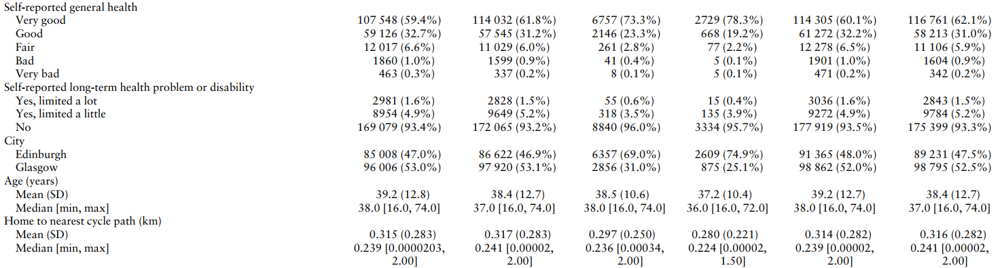 Self-reported general health
Very good 107 548 (59.4%) 114 032 (61.8%) 6757 (73.3%) 2729 (78.3%) 114 305 (60.1%) 116 761 (62.1%)
Good 59 126 (32.7%) 57 545 (31.2%) 2146 (23.3%) 668 (19.2%) 61 272 (32.2%) 58 213 (31.0%)
Fair 12 017 (6.6%) 11 029 (6.0%) 261 (2.8%) 77 (2.2%) 12 278 (6.5%) 11 106 (5.9%)
Bad 1860 (1.0%) 1599 (0.9%) 41 (0.4%) 5 (0.1%) 1901 (1.0%) 1604 (0.9%)
Very bad 463 (0.3%) 337 (0.2%) 8 (0.1%) 5 (0.1%) 471 (0.2%) 342 (0.2%)
Self-reported long-term health problem or disability
Yes, limited a lot 2981 (1.6%) 2828 (1.5%) 55 (0.6%) 15 (0.4%) 3036 (1.6%) 2843 (1.5%)
Yes, limited a little 8954 (4.9%) 9649 (5.2%) 318 (3.5%) 135 (3.9%) 9272 (4.9%) 9784 (5.2%)
No 169 079 (93.4%) 172 065 (93.2%) 8840 (96.0%) 3334 (95.7%) 177 919 (93.5%) 175 399 (93.3%)
City
Edinburgh 85 008 (47.0%) 86 622 (46.9%) 6357 (69.0%) 2609 (74.9%) 91 365 (48.0%) 89 231 (47.5%)
Glasgow 96 006 (53.0%) 97 920 (53.1%) 2856 (31.0%) 875 (25.1%) 98 862 (52.0%) 98 795 (52.5%)
Age (years)
Mean (SD) 39.2 (12.8) 38.4 (12.7) 38.5 (10.6) 37.2 (10.4) 39.2 (12.7) 38.4 (12.7)
Median [min, max] 38.0 [16.0, 74.0] 37.0 [16.0, 74.0] 38.0 [16.0, 74.0] 36.0 [16.0, 72.0] 38.0 [16.0, 74.0] 37.0 [16.0, 74.0]
Home to nearest cycle path (km)
Mean (SD) 0.315 (0.283) 0.317 (0.283) 0.297 (0.250) 0.280 (0.221) 0.314 (0.282) 0.316 (0.282)
Median [min, max] 0.239 [0.0000203, 0.241 [0.00002, 0.236 [0.00034, 0.224 [0.00002, 0.239 [0.00002, 0.241 [0.00002,
2.00] 2.00] 2.00] 1.50] 2.00] 2.00]